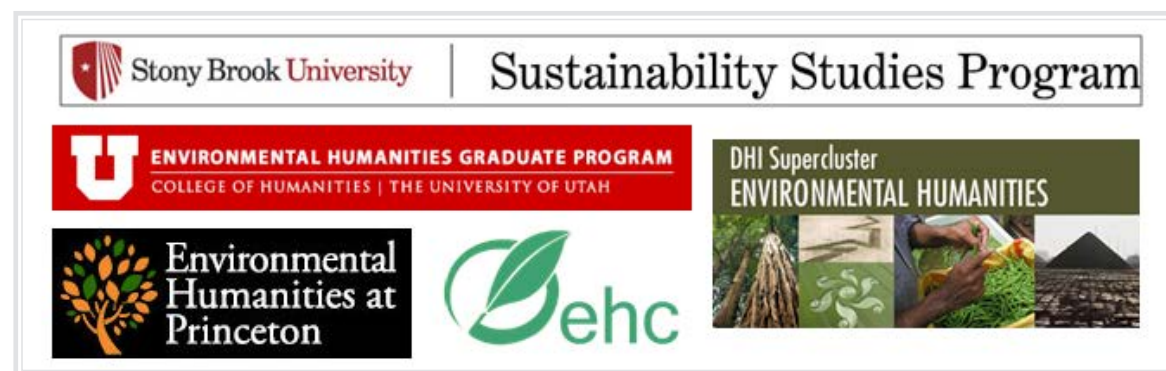 Stony Brook University | Sustainability Studies Program
U ENVIRONMENTAL HUMANITIES GRADUATE PROGRAM
COLLEGE OF HUMANITIES | THE UNIVERSITY OF UTAH
DHI Supercluster
ENVIRONMENTAL HUMANITIES
Environmental
Humanities at
Princeton
ehc